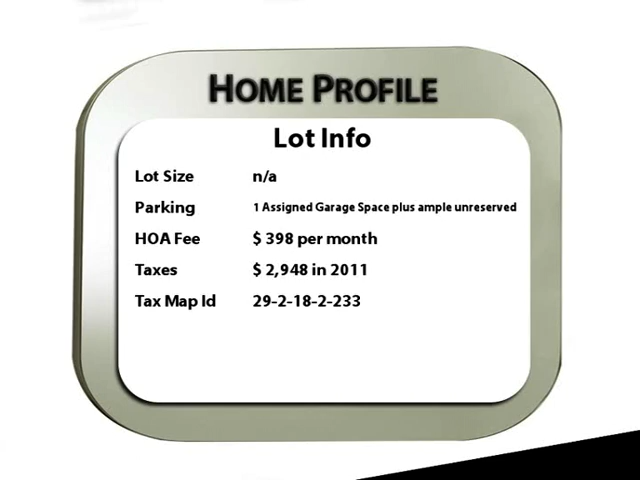 HOME PROFILE
Lot Info
Lot Size n/a
Parking 1 Assigned Garage Space plus ample unreserved
HOA Fee $ 398 per month
Taxes $ 2,948 in 2011
Tax Map Id 29-2-18-2-233